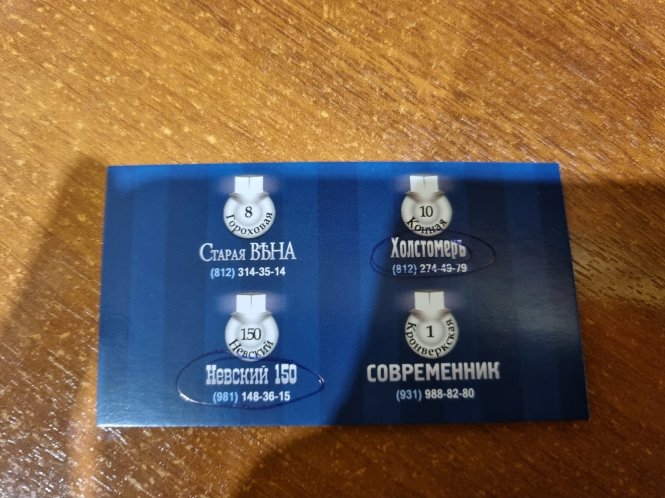 8
Гороховая
Старая ВѢНА
(812) 314-35-14
10
Конная
Холстомеръ
(812) 274-49-79
150
Невский
Невский 150
(981) 148-36-15
1
Кронверкская
СОВРЕМЕННИК
(931) 988-82-80